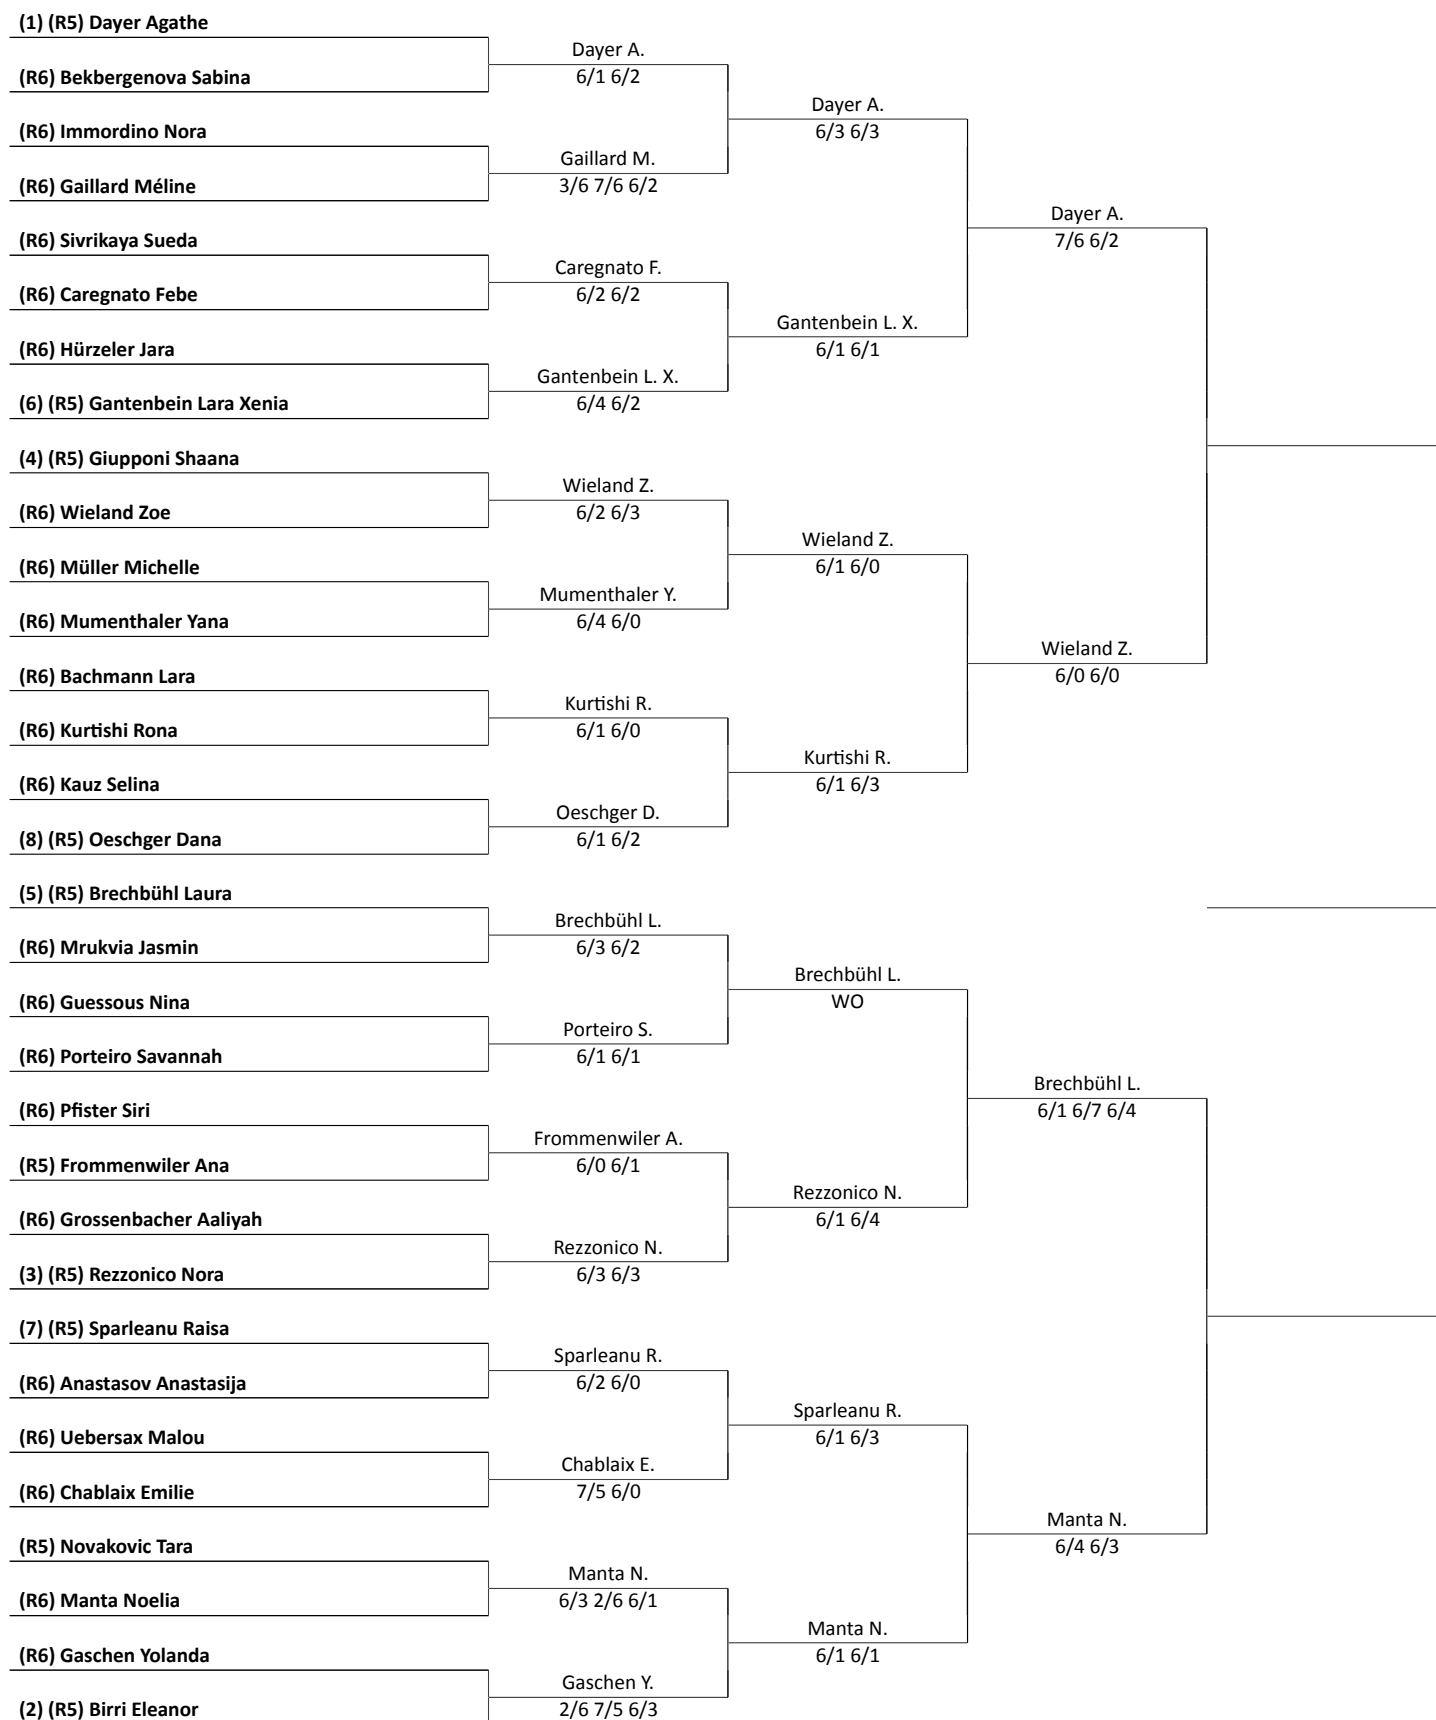 (1) (R5) Dayer Agathe
(R6) Bekbergenova Sabina
(R6) Immordino Nora
(R6) Gaillard Méline
(R6) Sivrikaya Sueda
(R6) Caregnato Febe
(R6) Hürzeler Jara
(6) (R5) Gantenbein Lara Xenia
(4) (R5) Giupponi Shaana
(R6) Wieland Zoe
(R6) Müller Michelle
(R6) Mumenthaler Yana
(R6) Bachmann Lara
(R6) Kurtishi Rona
(R6) Kauz Selina
(8) (R5) Oeschger Dana
(5) (R5) Brechbühl Laura
(R6) Mrukvia Jasmin
(R6) Guessous Nina
(R6) Porteiro Savannah
(R6) Pfister Siri
(R5) Frommenwiler Ana
(R6) Grossenbacher Aaliyah
(3) (R5) Rezzonico Nora
(7) (R5) Sparleanu Raisa
(R6) Anastasov Anastasija
(R6) Uebersax Malou
(R6) Chablaix Emilie
(R5) Novakovic Tara
(R6) Manta Noelia
(R6) Gaschen Yolanda
(2) (R5) Birri Eleanor
Dayer A.
6/1 6/2
Gaillard M.
3/6 7/6 6/2
Caregnato F.
6/2 6/2
Gantenbein L. X.
6/4 6/2
Wieland Z.
6/2 6/3
Mumenthaler Y.
6/4 6/0
Kurtishi R.
6/1 6/0
Oeschger D.
6/1 6/2
Brechbühl L.
6/3 6/2
Porteiro S.
6/1 6/1
Frommenwiler A.
6/0 6/1
Rezzonico N.
6/3 6/3
Sparleanu R.
6/2 6/0
Chablaix E.
7/5 6/0
Manta N.
6/3 2/6 6/1
Gaschen Y.
2/6 7/5 6/3
Dayer A.
6/3 6/3
Gantenbein L. X.
6/1 6/1
Wieland Z.
6/1 6/0
Kurtishi R.
6/1 6/3
Brechbühl L.
WO
Rezzonico N.
6/1 6/4
Sparleanu R.
6/1 6/3
Manta N.
6/1 6/1
Dayer A.
7/6 6/2
Wieland Z.
6/0 6/0
Brechbühl L.
6/1 6/7 6/4
Manta N.
6/4 6/3